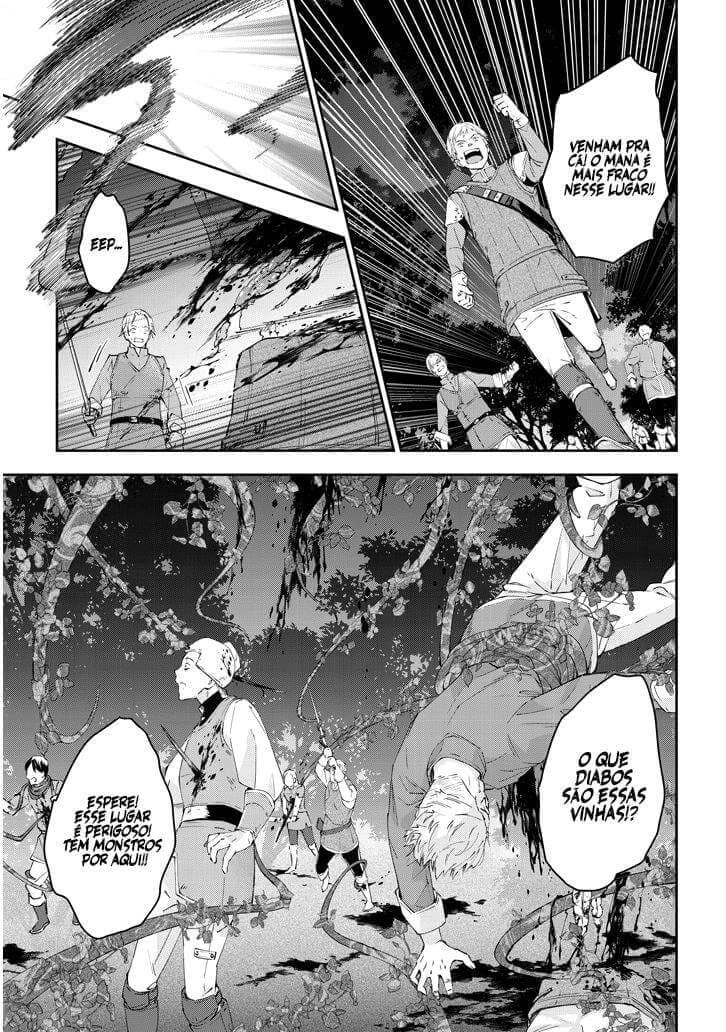 VENHAM PRA
CÁ! O MANA É
MAIS FRACO
NESSE LUGAR!!
EEP...
O QUE
DIABOS
SÃO ESSAS
VINHAS!?
ESPERE!
ESSE LUGAR
É PERIGOSO!
TEM MONSTROS
POR AQUI!!